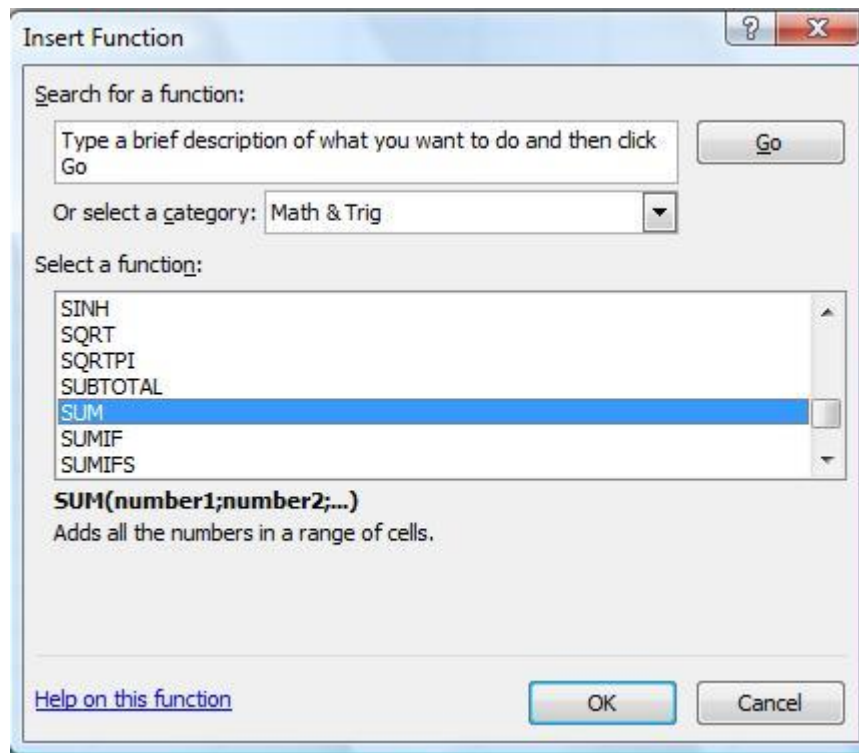 Insert Function
?
X
Search for a function:
Type a brief description of what you want to do and then click
Go
Go
Or select a category: Math & Trig
Select a function:
SINH
SQRT
SQRTPI
SUBTOTAL
SUM
SUMIF
SUMIFS
SUM(number1;number2;...)
Adds all the numbers in a range of cells.
Help on this function
OK
Cancel